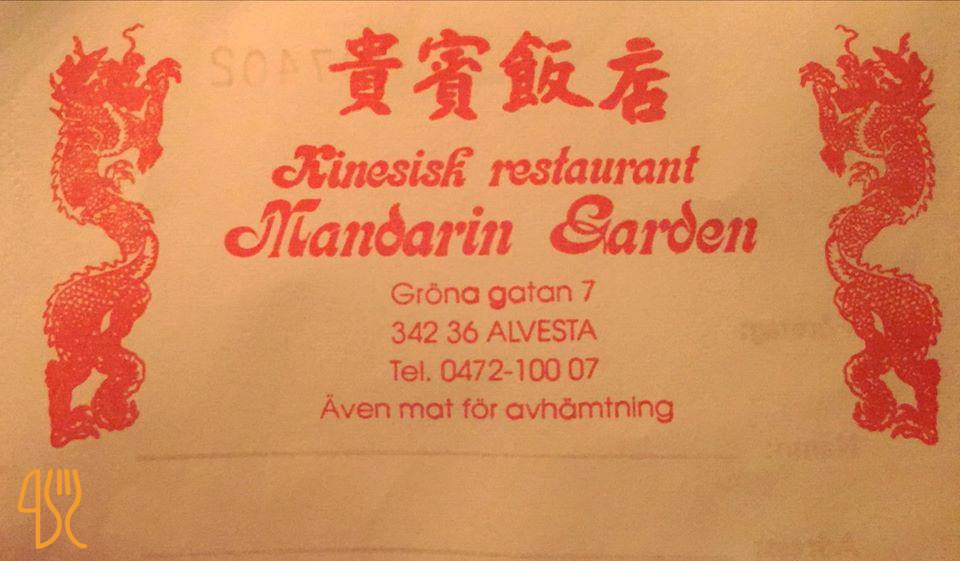 貴賓飯店
Kinesisk restaurant
Mandarin Garden
Gröna gatan 7
342 36 ALVESTA
Tel. 0472-100 07
Även mat för avhämtning